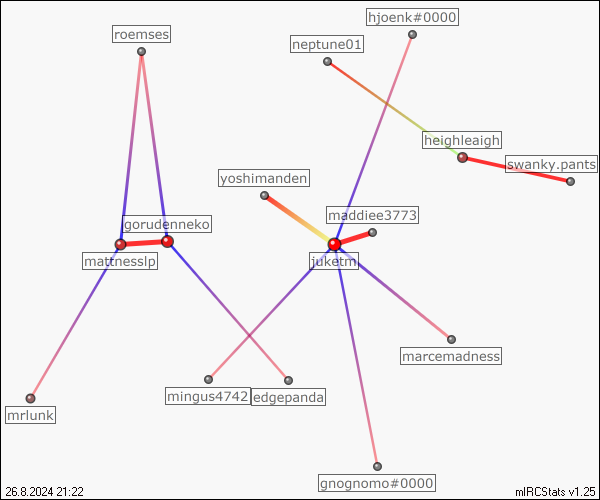 hjoenk#0000
roemses
neptune01
heighleaigh
swanky.pants
yoshimanden
maddiee3773
gorudenneko
mattnesslp
juketm
marcemadness
mingus4742
edgepanda
mrlunk
gnognomo#0000
26.8.2024 21:22
mIRCStats v1.25